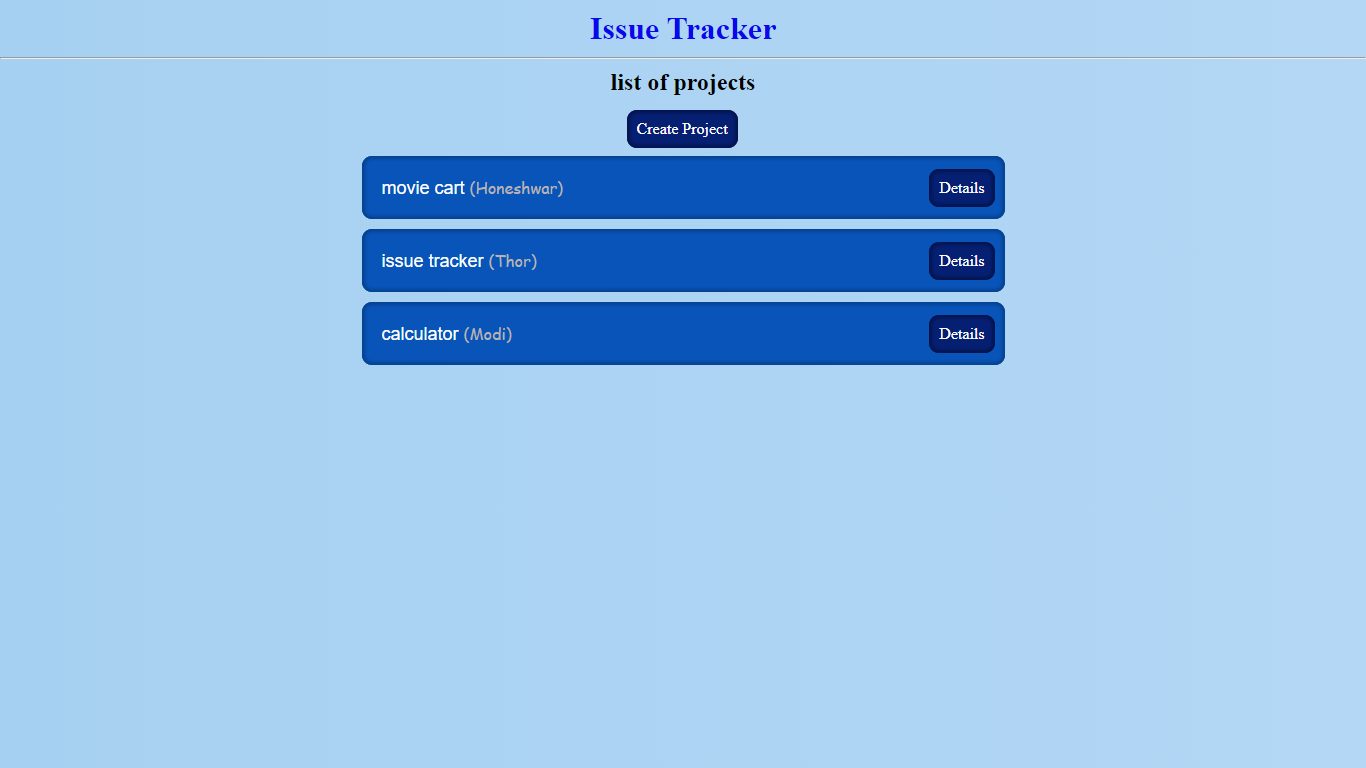 Issue Tracker
list of projects
Create Project
movie cart (Honeshwar) Details
issue tracker (Thor) Details
calculator (Modi) Details